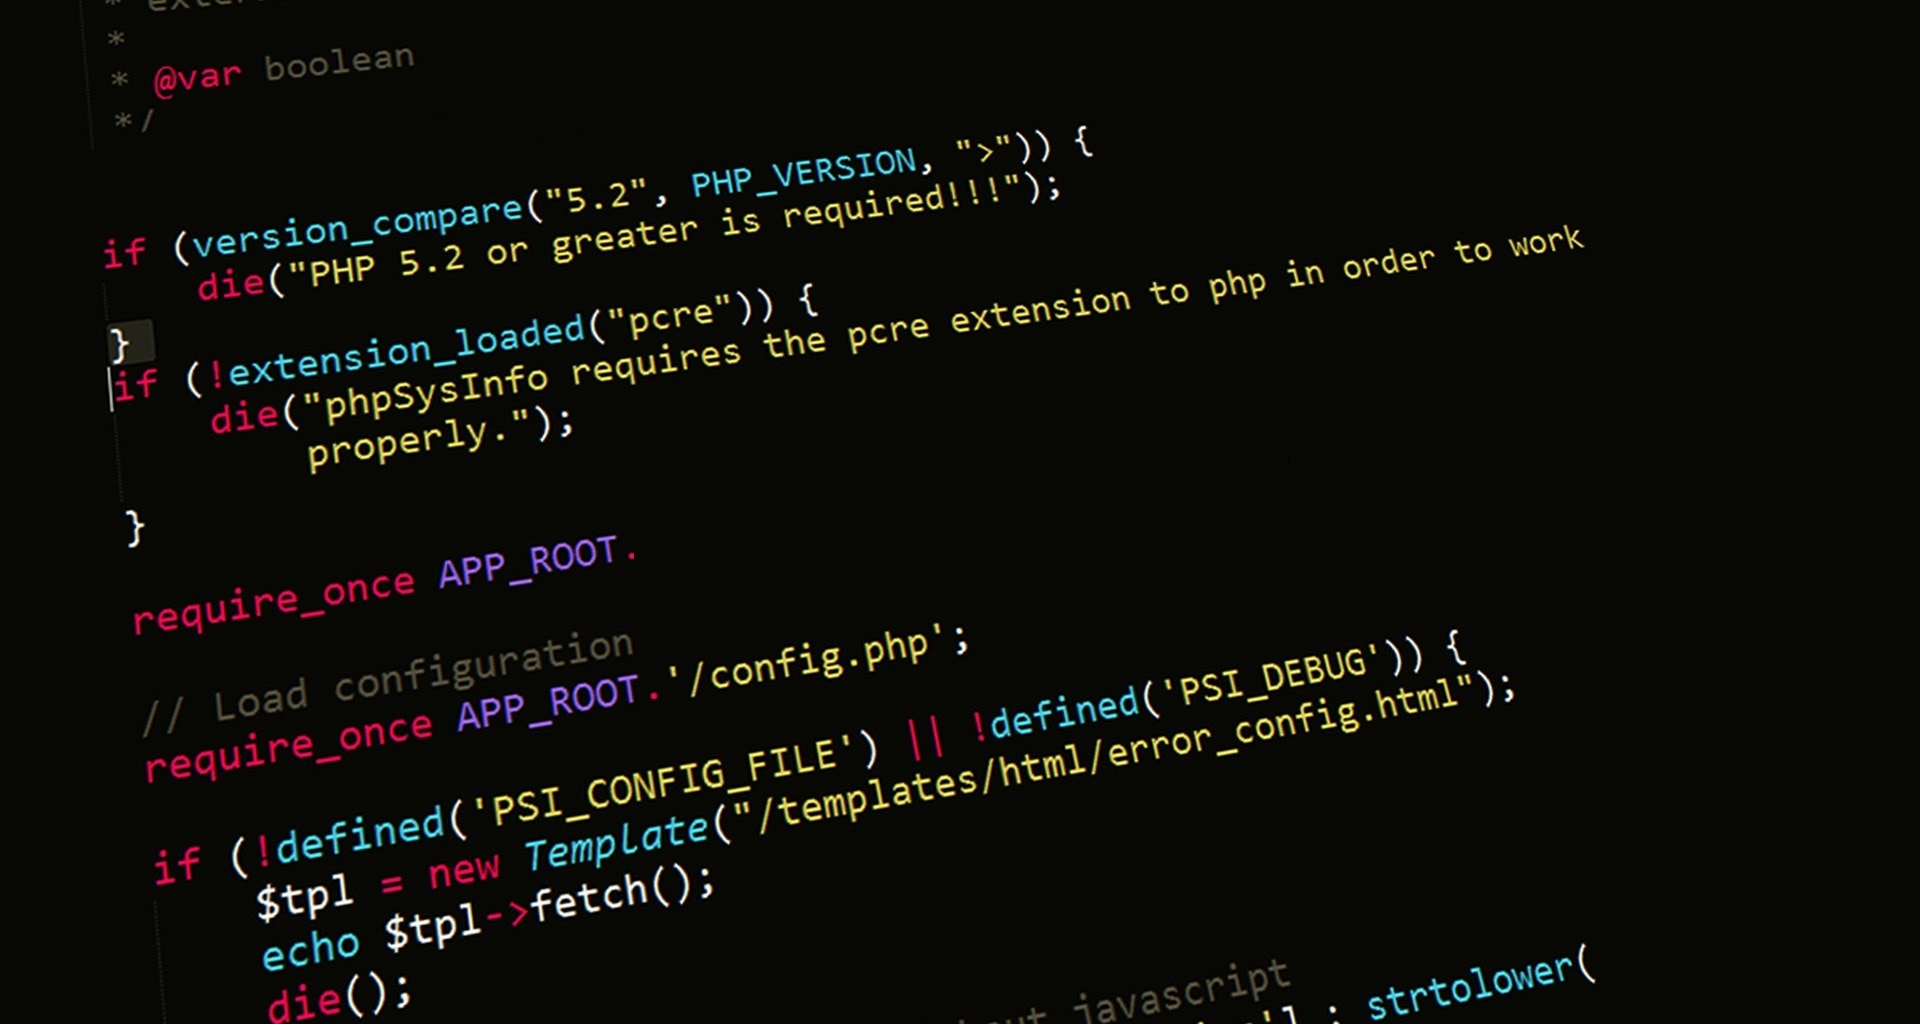 *
* @var boolean
*/
if (version_compare("5.2", PHP_VERSION, ">")) {
die("PHP 5.2 or greater is required!!!");
}
if (!extension_loaded("pcre")) {
die("phpSysInfo requires the pcre extension to php in order to work
properly.");
}
require_once APP_ROOT.
// Load configuration
require_once APP_ROOT.'/config.php';
if (!defined('PSI_CONFIG_FILE') || !defined('PSI_DEBUG')) {
$tpl = new Template("/templates/html/error_config.html");
echo $tpl->fetch();
die();
javascript
strtolower(